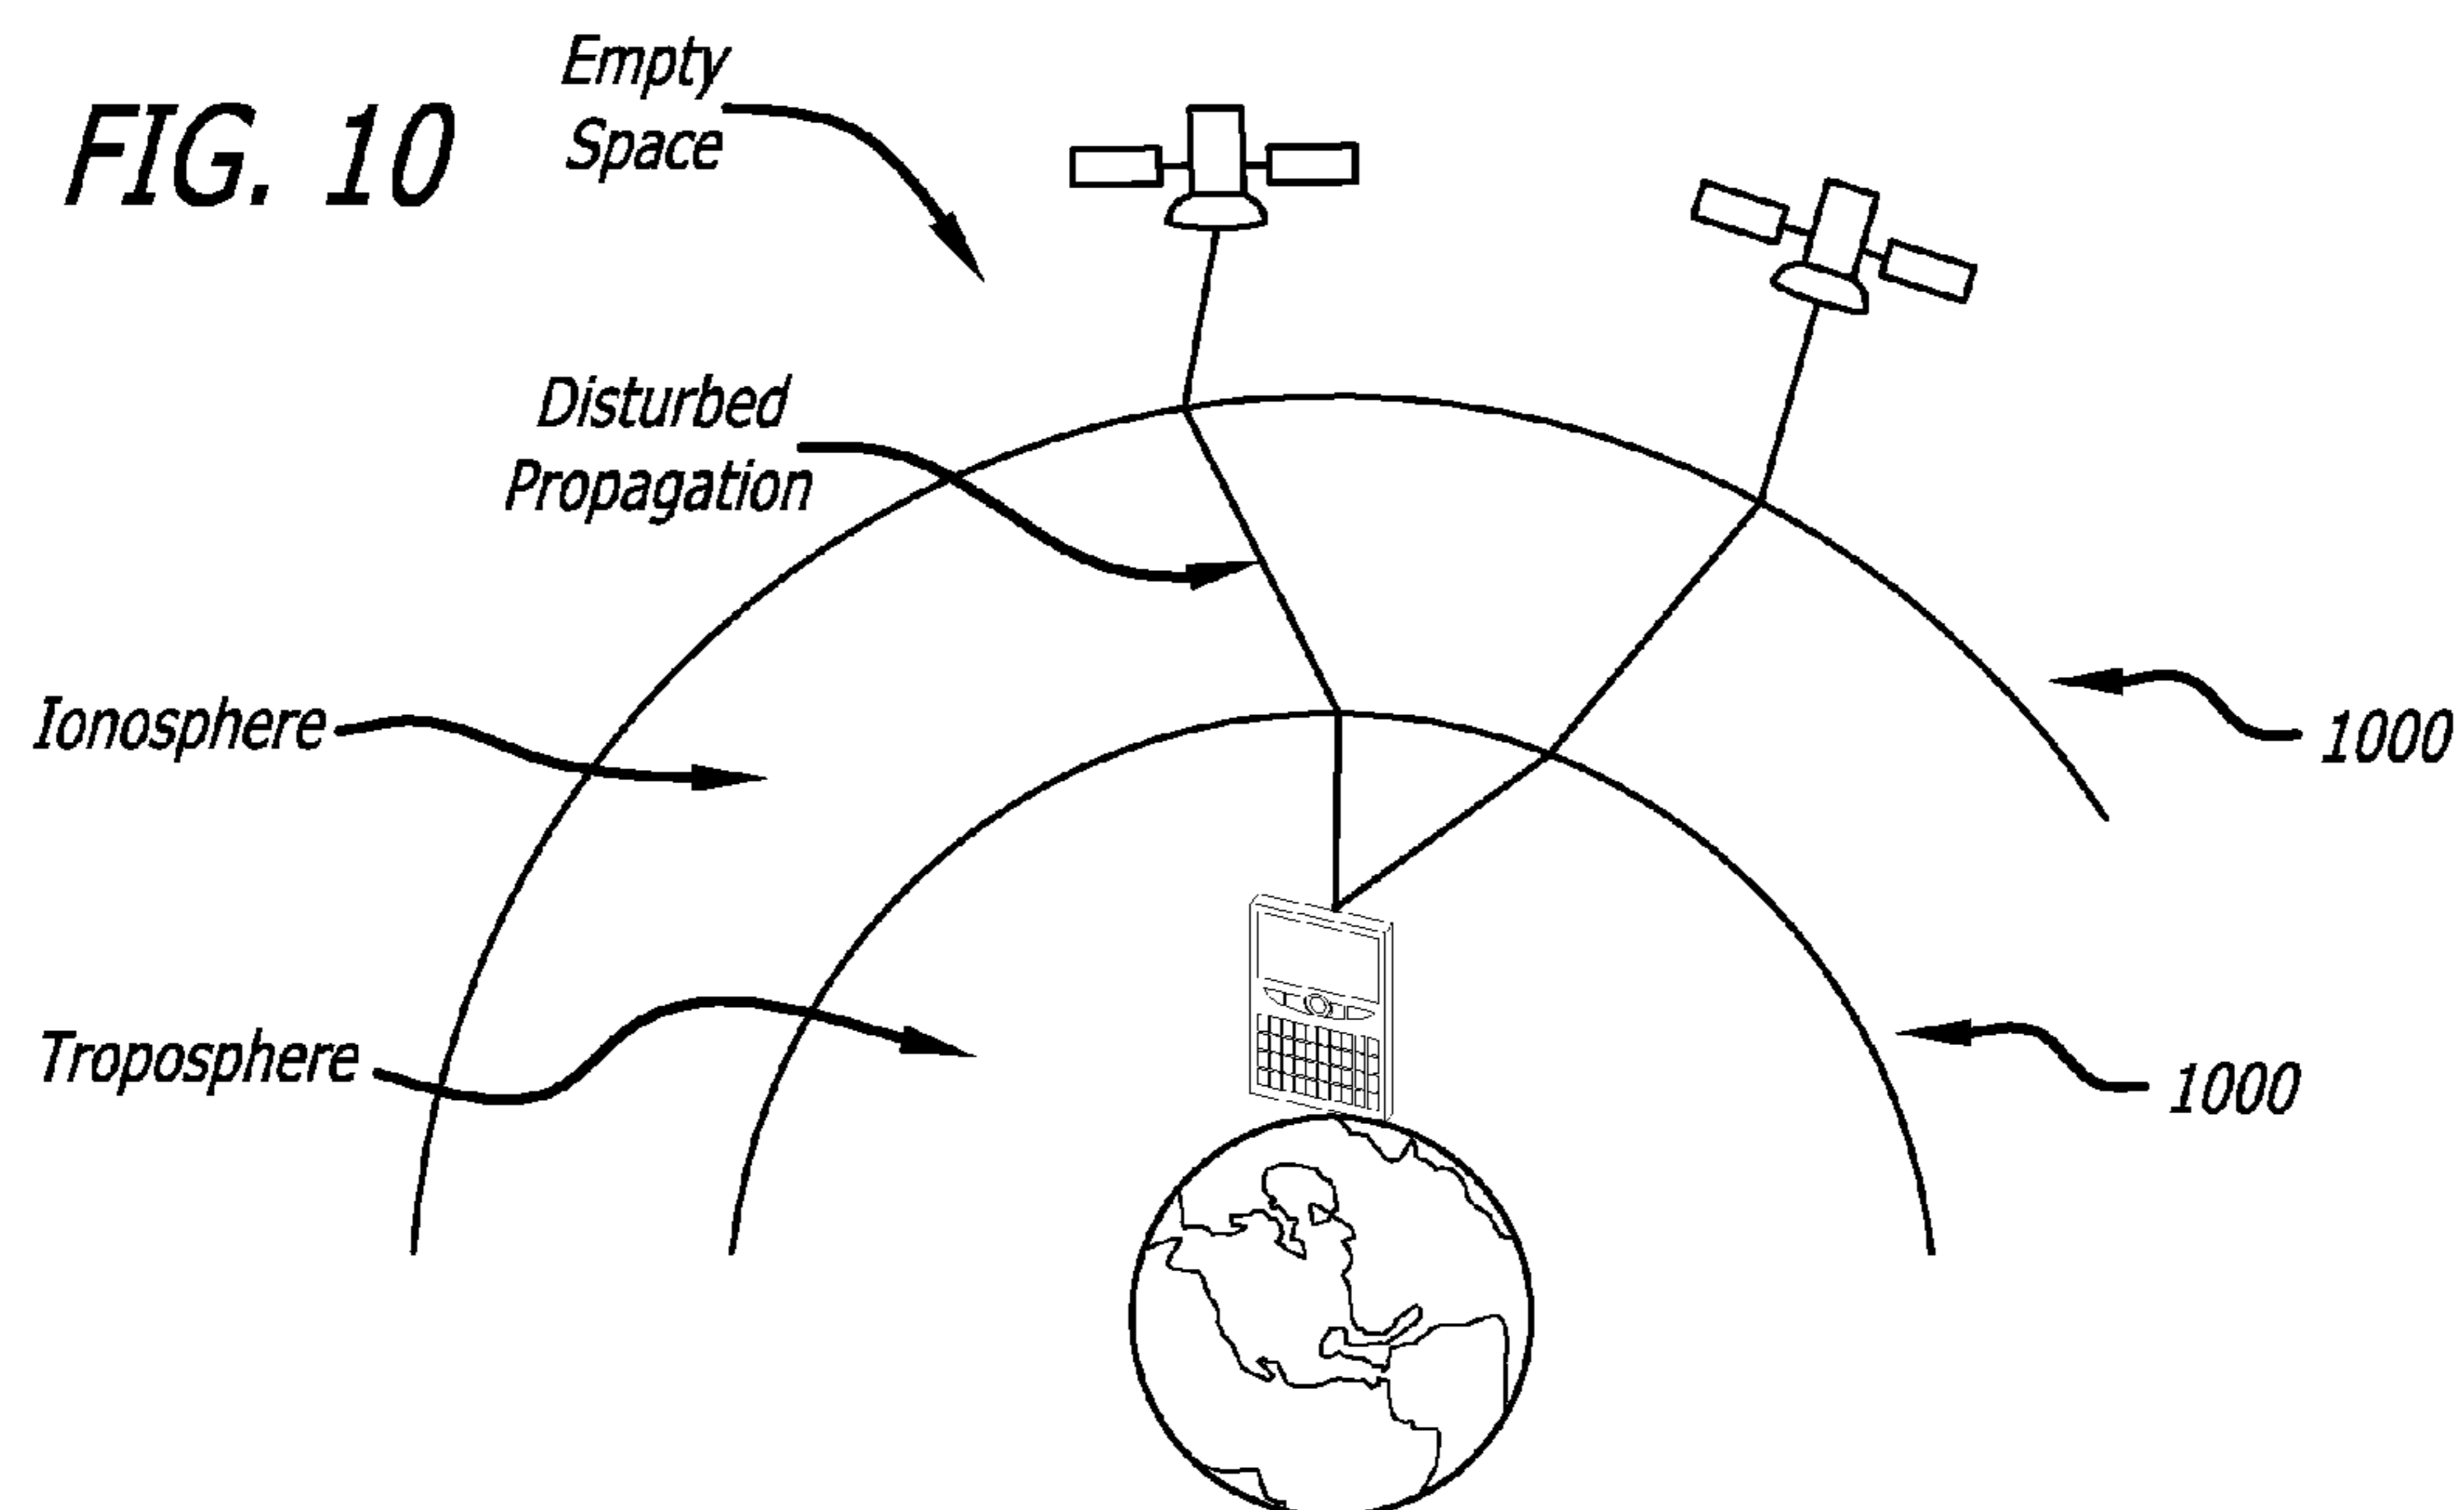 FIG. 10
Empty
Space
Disturbed
Propagation
Ionosphere
1000
Troposphere
1000